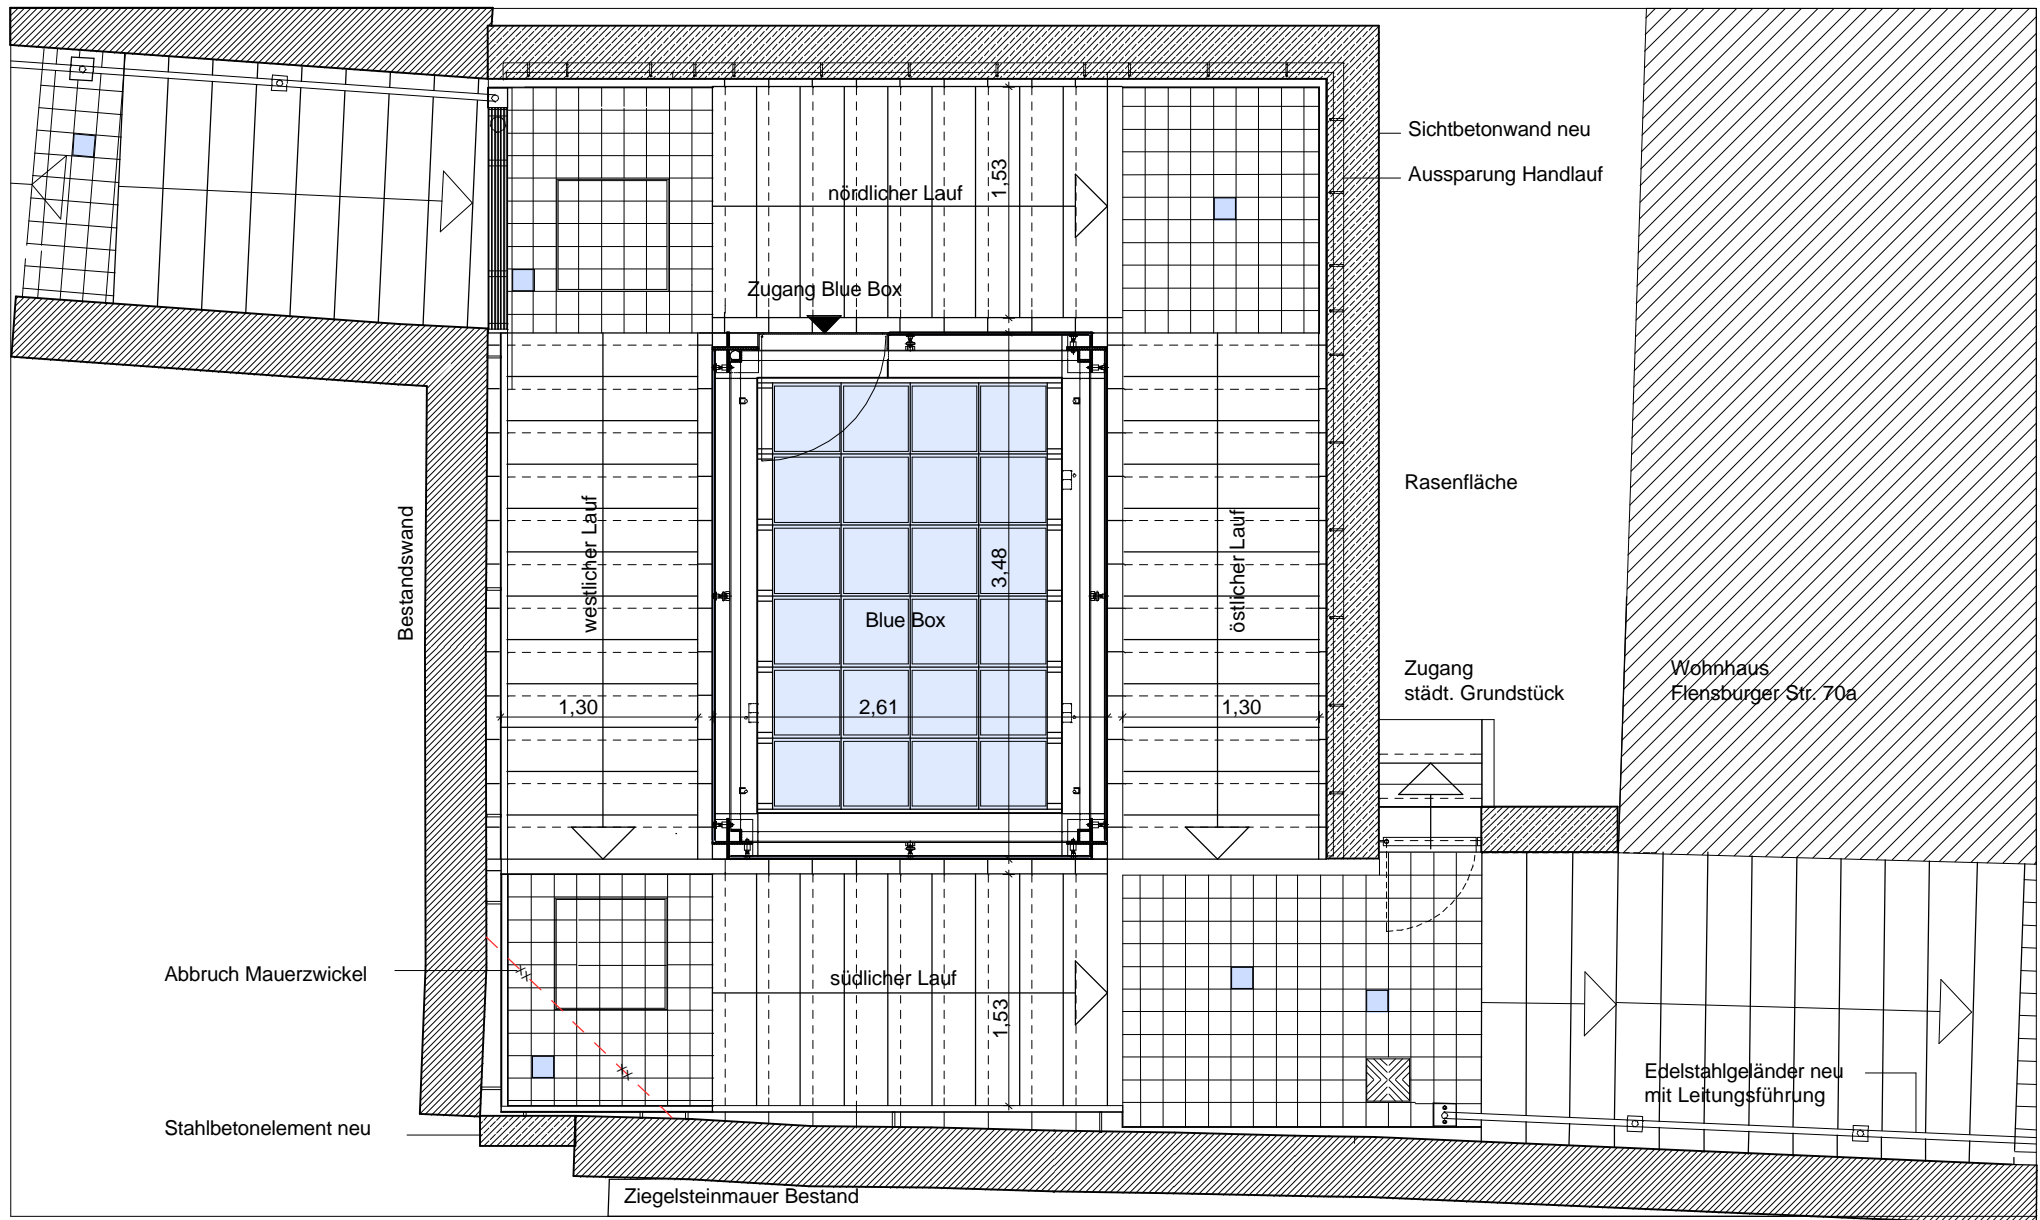 Sichtbetonwand neu
Aussparung Handlauf
1,53
nördlicher Lauf
Zugang Blue Box
Rasenfläche
Bestandswand
westlicher Lauf
3,48
östlicher Lauf
Blue Box
Zugang
städt. Grundstück
Wohnhaus
Flensburger Str. 70a
1,30
2,61
1,30
Abbruch Mauerzwickel
südlicher Lauf
1,53
Edelstahlgeländer neu
mit Leitungsführung
Stahlbetonelement neu
Ziegelsteinmauer Bestand